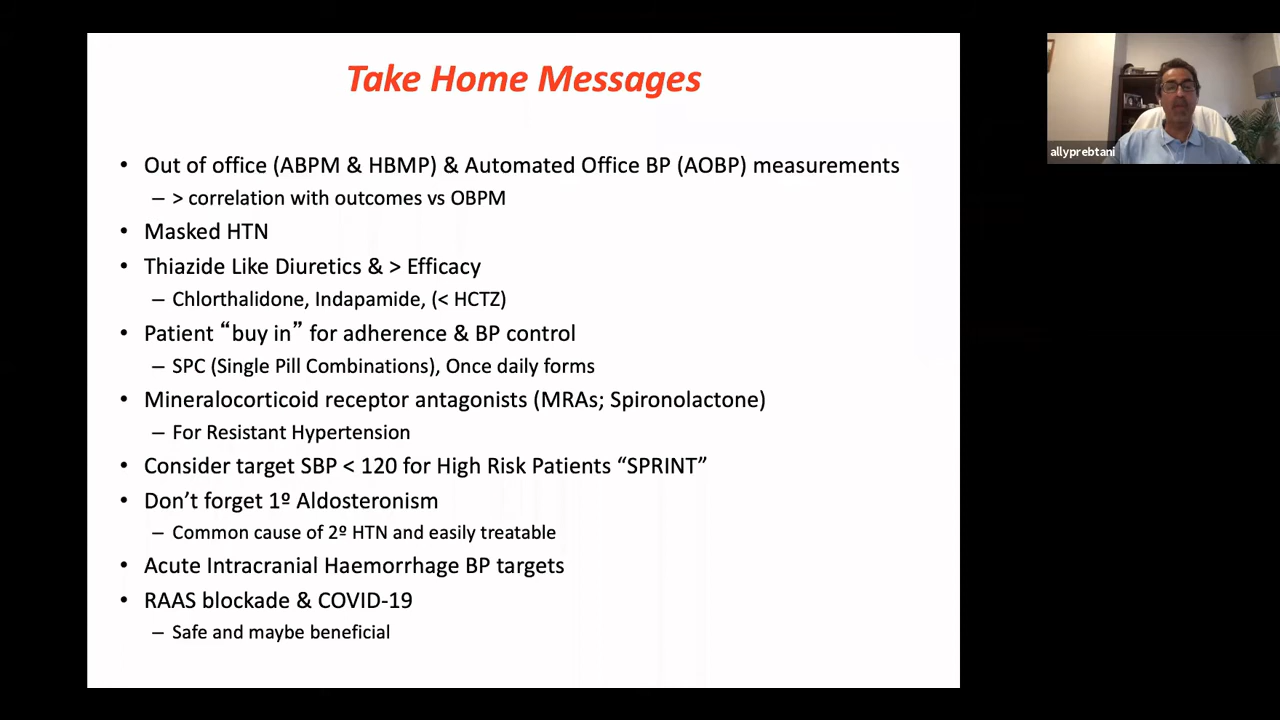 Take Home Messages
• Out of office (ABPM & HBMP) & Automated Office BP (AOBP) measurements
– > correlation with outcomes vs OBPM
• Masked HTN
• Thiazide Like Diuretics & > Efficacy
– Chlorthalidone, Indapamide, (< HCTZ)
• Patient “buy in” for adherence & BP control
– SPC (Single Pill Combinations), Once daily forms
• Mineralocorticoid receptor antagonists (MRAs; Spironolactone)
– For Resistant Hypertension
• Consider target SBP < 120 for High Risk Patients “SPRINT”
• Don’t forget 1º Aldosteronism
– Common cause of 2º HTN and easily treatable
• Acute Intracranial Haemorrhage BP targets
• RAAS blockade & COVID-19
– Safe and maybe beneficial
allyprebtani